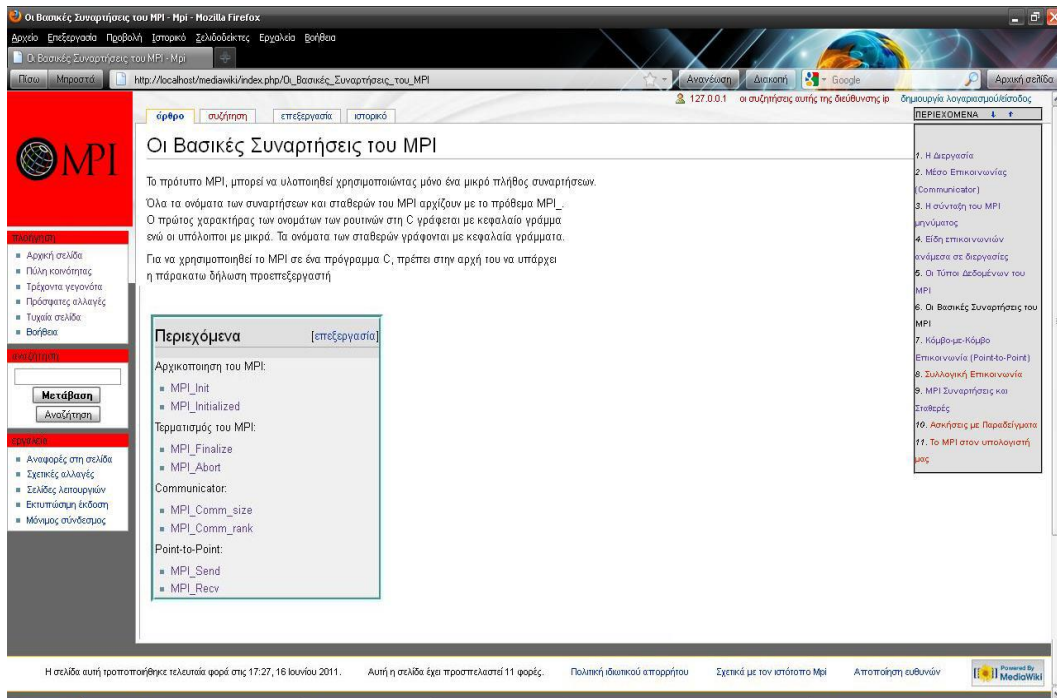 Οι Βασικές Συναρτήσεις του MPI - Mpi - Mozilla Firefox
Αρχείο Επεξεργασία Προβολή Ιστορικό Σελιδοδείκτες Εργαλεία Βοήθεια
Οι Βασικές Συναρτήσεις του MPI - Mpi
Πίσω Μπροστά http://localhost/mediawiki/index.php/Οι_Βασικές_Συναρτήσεις_του_MPI Ανανέωση Διακοπή Google Αρχική σελίδα
127.0.0.1 οι συζητήσεις αυτής της διεύθυνσης ip δημιουργία λογαριασμού/είσοδος
άρθρο συζήτηση επεξεργασία ιστορικό
MPI
Οι Βασικές Συναρτήσεις του MPI
Το πρότυπο MPI, μπορεί να υλοποιηθεί χρησιμοποιώντας μόνο ένα μικρό πλήθος συναρτήσεων.
Όλα τα ονόματα των συναρτήσεων και σταθερών του MPI αρχίζουν με το πρόθεμα MPI_.
Ο πρώτος χαρακτήρας των ονομάτων των ρουτινών στη C γράφεται με κεφαλαίο γράμμα
ενώ οι υπόλοιποι με μικρά. Τα ονόματα των σταθερών γράφονται με κεφαλαία γράμματα.
Για να χρησιμοποιηθεί το MPI σε ένα πρόγραμμα C, πρέπει στην αρχή του να υπάρχει
η πάρακατω δήλωση προεπεξεργαστή
Περιεχόμενα [επεξεργασία]
Αρχικοποιηση του MPI:
MPI_Init
MPI_Initialized
Τερματισμός του MPI:
MPI_Finalize
MPI_Abort
Communicator:
MPI_Comm_size
MPI_Comm_rank
Point-to-Point:
MPI_Send
MPI_Recv
πλοήγηση
Αρχική σελίδα
Πύλη κοινότητας
Τρέχοντα γεγονότα
Πρόσφατες αλλαγές
Τυχαία σελίδα
Βοήθεια
αναζήτηση
Μετάβαση
Αναζήτηση
εργαλεία
Αναφορές στη σελίδα
Σχετικές αλλαγές
Σελίδες λειτουργιών
Εκτυπώσιμη έκδοση
Μόνιμος σύνδεσμος
ΠΕΡΙΕΧΟΜΕΝΑ
1. Η Διεργασία
2. Μέσο Επικοινωνίας
(Communicator)
3. Η σύνταξη του MPI
μηνύματος
4. Είδη επικοινωνιών
ανάμεσα σε διεργασίες
5. Οι Τύποι Δεδομένων του
MPI
6. Οι Βασικές Συναρτήσεις του
MPI
7. Κόμβο-με-Κόμβο
Επικοινωνία (Point-to-Point)
8. Συλλογική Επικοινωνία
9. MPI Συναρτήσεις και
Σταθερές
10. Ασκήσεις με Παραδείγματα
11. Το MPI στον υπολογιστή
μας
Η σελίδα αυτή τροποποιήθηκε τελευταία φορά στις 17:27, 16 Ιουνίου 2011. Αυτή η σελίδα έχει προσπελαστεί 11 φορές. Πολιτική ιδιωτικού απορρήτου Σχετικά με τον ιστότοπο Mpi Αποποίηση ευθυνών
Powered By
MediaWiki